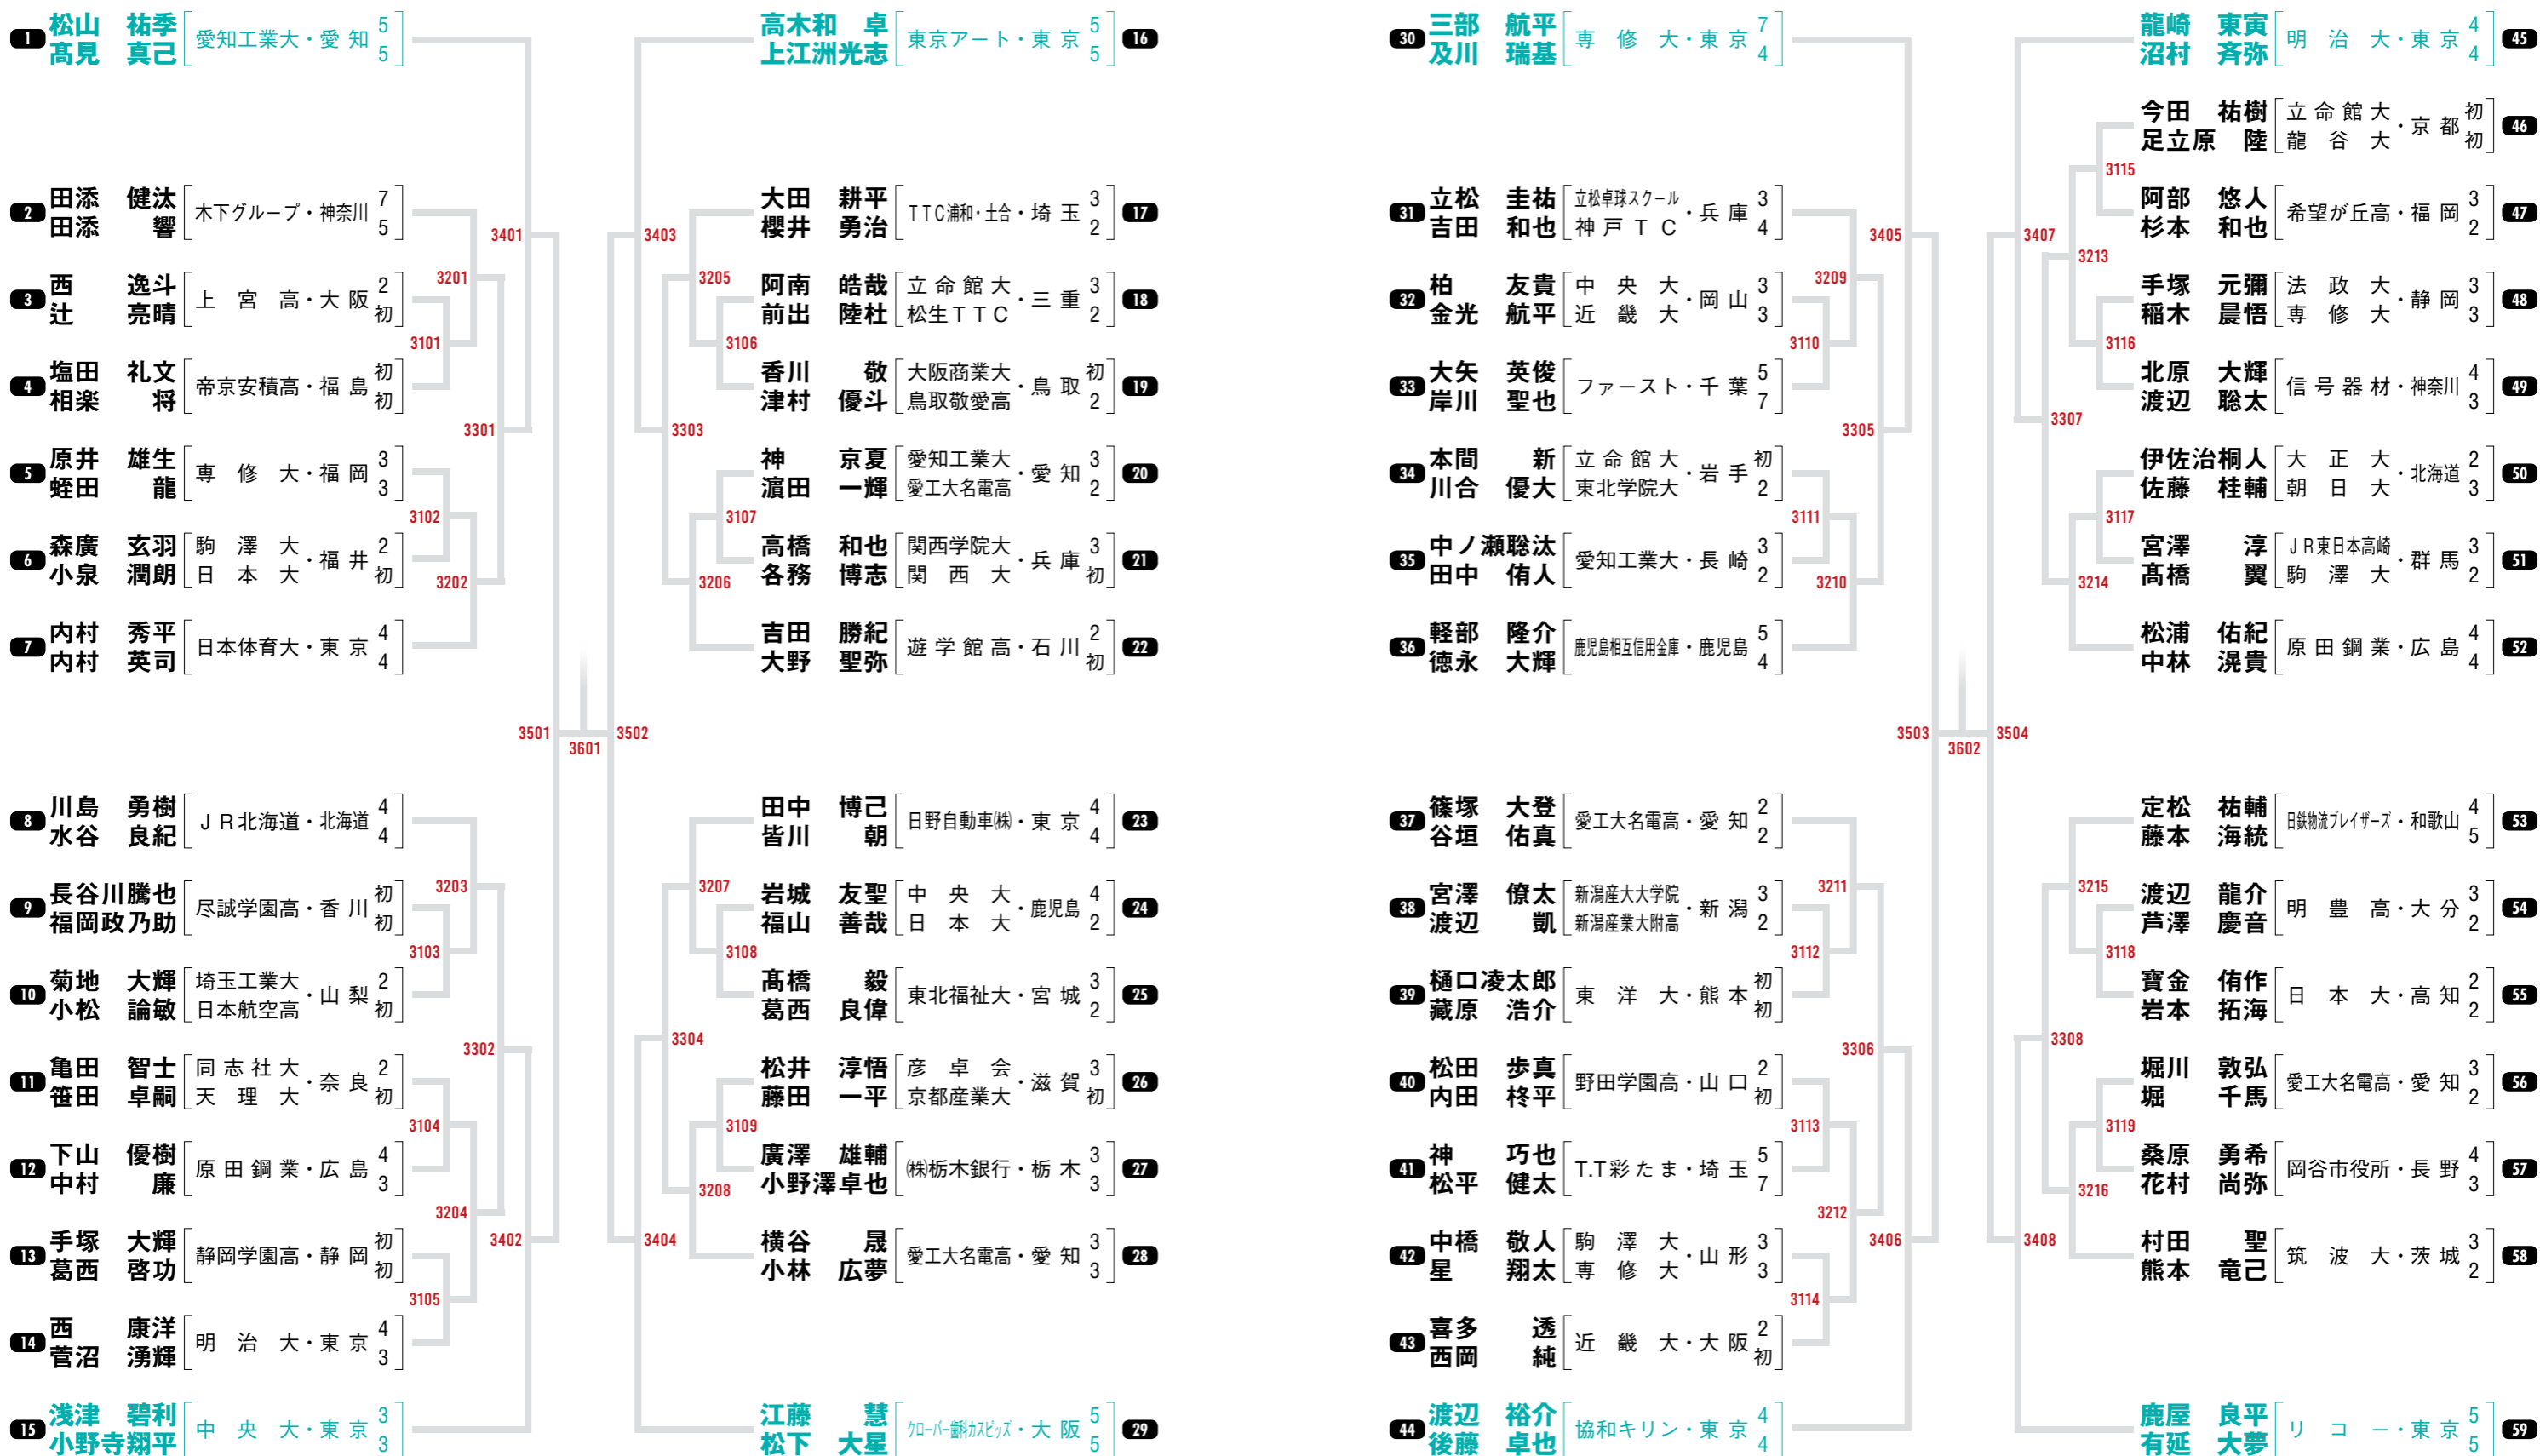 1 松山 祐季 髙見 真己 愛知工業大・愛知 5 5
2 田添 健汰 田添 響 木下グループ・神奈川 7 5
3 西 逸斗 辻 亮晴 上宮高・大阪 2 初
4 塩田 礼文 相楽 将 帝京安積高・福島 初 初
5 原井 雄生 蛭田 龍 専修大・福岡 3 3
6 森廣 玄羽 小泉 潤朗 駒澤大 日本大・福井 2 初
7 内村 秀平 内村 英司 日本体育大・東京 4 4
8 川島 勇樹 水谷 良紀 JR北海道・北海道 4 4
9 長谷川騰也 福岡政乃助 尽誠学園高・香川 初 初
10 菊地 大輝 小松 論敏 埼玉工業大 日本航空高・山梨 2 初
11 亀田 智士 笹田 卓嗣 同志社大 天理大・奈良 2 初
12 下山 優樹 中村 廉 原田鋼業・広島 4 3
13 手塚 大輝 葛西 啓功 静岡学園高・静岡 初 初
14 西 康洋 菅沼 湧輝 明治大・東京 4 3
15 浅津 碧利 小野寺翔平 中央大・東京 3 3
3101
3102
3103
3104
3105
3201
3202
3203
3204
3301
3302
3401
3402
3501
3601
3502
3403
3404
3303
3304
3205
3206
3207
3208
3106
3107
3108
3109
高木和 卓 上江洲光志 東京アート・東京 5 5 16
大田 耕平 櫻井 勇治 TTC浦和・土合・埼玉 3 2 17
阿南 皓哉 前出 陸杜 立命館大 松生TTC・三重 3 2 18
香川 敬 津村 優斗 大阪商業大 鳥取敬愛高・鳥取 初 2 19
神 京夏 濵田 一輝 愛知工業大 愛工大名電高・愛知 3 2 20
高橋 和也 各務 博志 関西学院大 関西大・兵庫 3 初 21
吉田 勝紀 大野 聖弥 遊学館高・石川 2 初 22
田中 博己 皆川 朝 日野自動車㈱・東京 4 4 23
岩城 友聖 福山 善哉 中央大 日本大・鹿児島 4 2 24
髙橋 毅 葛西 良偉 東北福祉大・宮城 3 2 25
松井 淳悟 藤田 一平 彦卓会 京都産業大・滋賀 3 初 26
廣澤 雄輔 小野澤卓也 ㈱栃木銀行・栃木 3 3 27
横谷 晟 小林 広夢 愛工大名電高・愛知 3 3 28
江藤 慧 松下 大星 クローバー歯科カスピッズ・大阪 5 5 29
30 三部 航平 及川 瑞基 専修大・東京 7 4
31 立松 圭祐 吉田 和也 立松卓球スクール 神戸TC・兵庫 3 4
32 柏 友貴 金光 航平 中央大 近畿大・岡山 3 3
33 大矢 英俊 岸川 聖也 ファースト・千葉 5 7
34 本間 新 川合 優大 立命館大 東北学院大・岩手 初 2
35 中ノ瀬聡汰 田中 侑人 愛知工業大・長崎 3 2
36 軽部 隆介 徳永 大輝 鹿児島相互信用金庫・鹿児島 5 4
37 篠塚 大登 谷垣 佑真 愛工大名電高・愛知 2 2
38 宮澤 僚太 渡辺 凱 新潟産大大学院 新潟産業大附高・新潟 3 2
39 樋口凌太郎 藏原 浩介 東洋大・熊本 初 初
40 松田 歩真 内田 柊平 野田学園高・山口 2 初
41 神 巧也 松平 健太 T.T彩たま・埼玉 5 7
42 中橋 敬人 星 翔太 駒澤大 専修大・山形 3 3
43 喜多 透 西岡 純 近畿大・大阪 2 初
44 渡辺 裕介 後藤 卓也 協和キリン・東京 4 4
3110
3111
3112
3113
3114
3209
3210
3211
3212
3305
3306
3405
3406
3503
3602
3504
3407
3408
3307
3308
3213
3214
3215
3216
3115
3116
3117
3118
3119
龍崎 東寅 沼村 斉弥 明治大・東京 4 4 45
今田 祐樹 足立原 陸 立命館大 龍谷大・京都 初 初 46
阿部 悠人 杉本 和也 希望が丘高・福岡 3 2 47
手塚 元彌 稲木 晨悟 法政大 専修大・静岡 3 3 48
北原 大輝 渡辺 聡太 信号器材・神奈川 4 3 49
伊佐治桐人 佐藤 桂輔 大正大 朝日大・北海道 2 3 50
宮澤 淳 髙橋 翼 JR東日本高崎 駒澤大・群馬 3 2 51
松浦 佑紀 中林 滉貴 原田鋼業・広島 4 4 52
定松 祐輔 藤本 海統 日鉄物流ブレイザーズ・和歌山 4 5 53
渡辺 龍介 芦澤 慶音 明豊高・大分 3 2 54
寶金 侑作 岩本 拓海 日本大・高知 2 2 55
堀川 敦弘 堀 千馬 愛工大名電高・愛知 3 2 56
桑原 勇希 花村 尚弥 岡谷市役所・長野 4 3 57
村田 聖 熊本 竜己 筑波大・茨城 3 2 58
鹿屋 良平 有延 大夢 リコー・東京 5 5 59